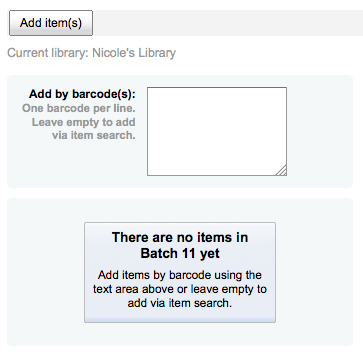 Add item(s)
Current library: Nicole's Library
Add by barcode(s):
One barcode per line.
Leave empty to add
via item search.
There are no items in
Batch 11 yet
Add items by barcode using the
text area above or leave empty to
add via item search.